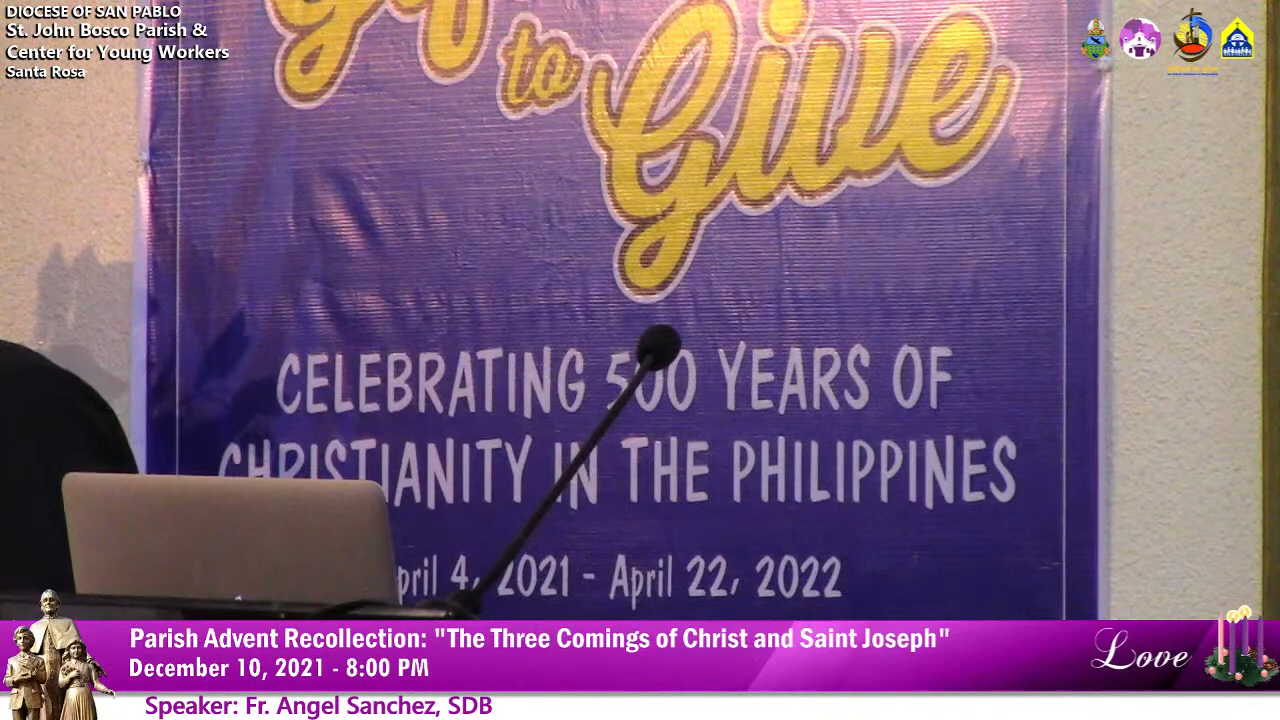 DIOCESE OF SAN PABLO
St. John Bosco Parish &
Center for Young Workers
Santa Rosa
to
Give
CELEBRATING 500 YEARS OF
CHRISTIANITY IN THE PHILIPPINES
pril 4, 2021 - April 22, 2022
Parish Advent Recollection: "The Three Comings of Christ and Saint Joseph"
December 10, 2021 - 8:00 PM
Love
Speaker: Fr. Angel Sanchez, SDB